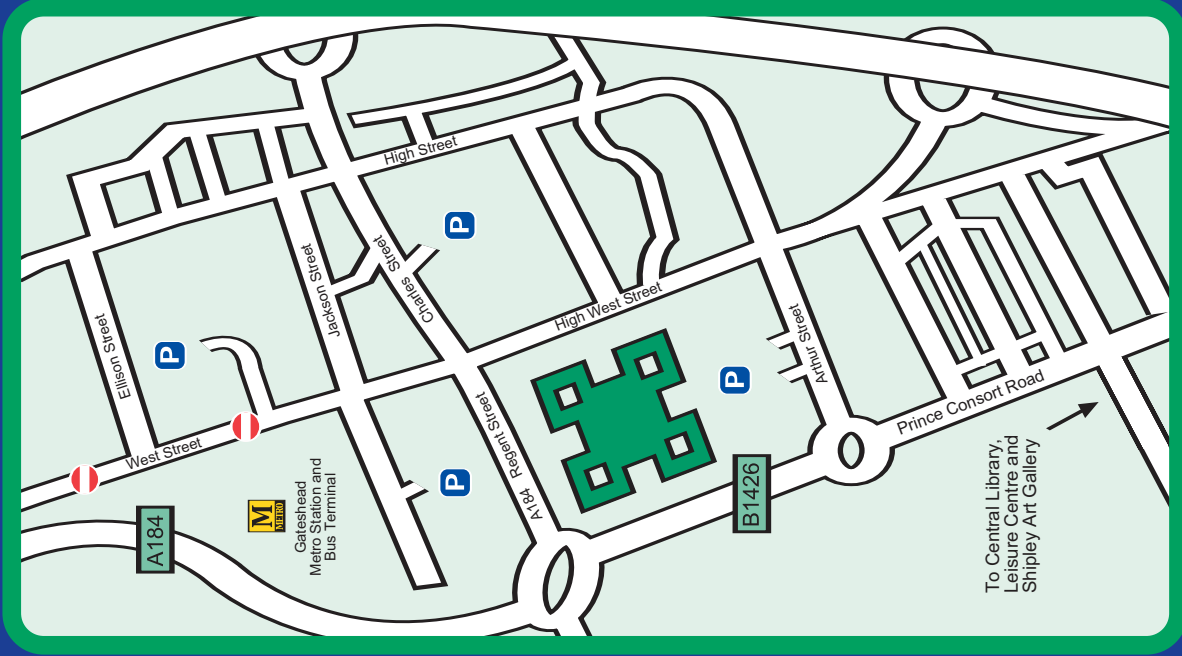 High Street
P
Jackson Street
Charles Street
Ellison Street
P
High West Street
Arthur Street
P
West Street
Regent Street
A184
P
Prince Consort Road
M
METRO
Gateshead
Metro Station and
Bus Terminal
A184
B1426
To Central Library,
Leisure Centre and
Shipley Art Gallery